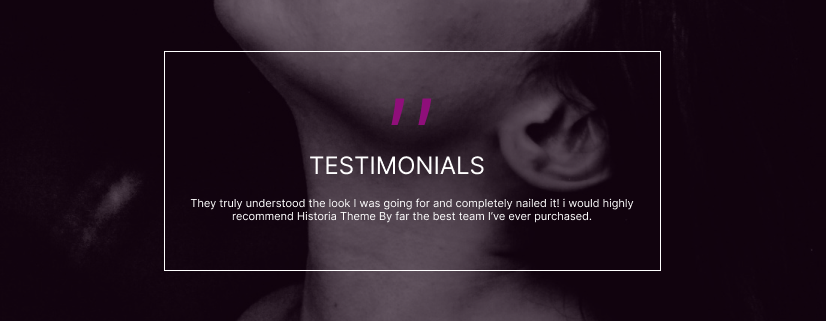 "
TESTIMONIALS
They truly understood the look I was going for and completely nailed it! i would highly
recommend Historia Theme By far the best team I've ever purchased.